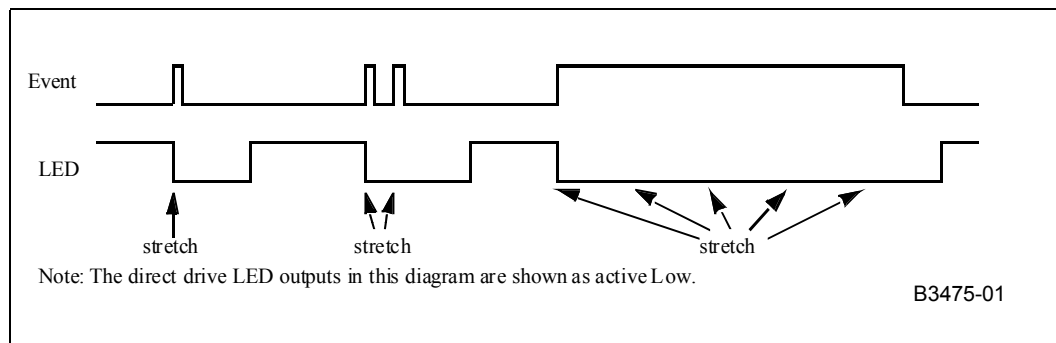 Event
LED
stretch stretch stretch
Note: The direct drive LED outputs in this diagram are shown as active Low.
B3475-01